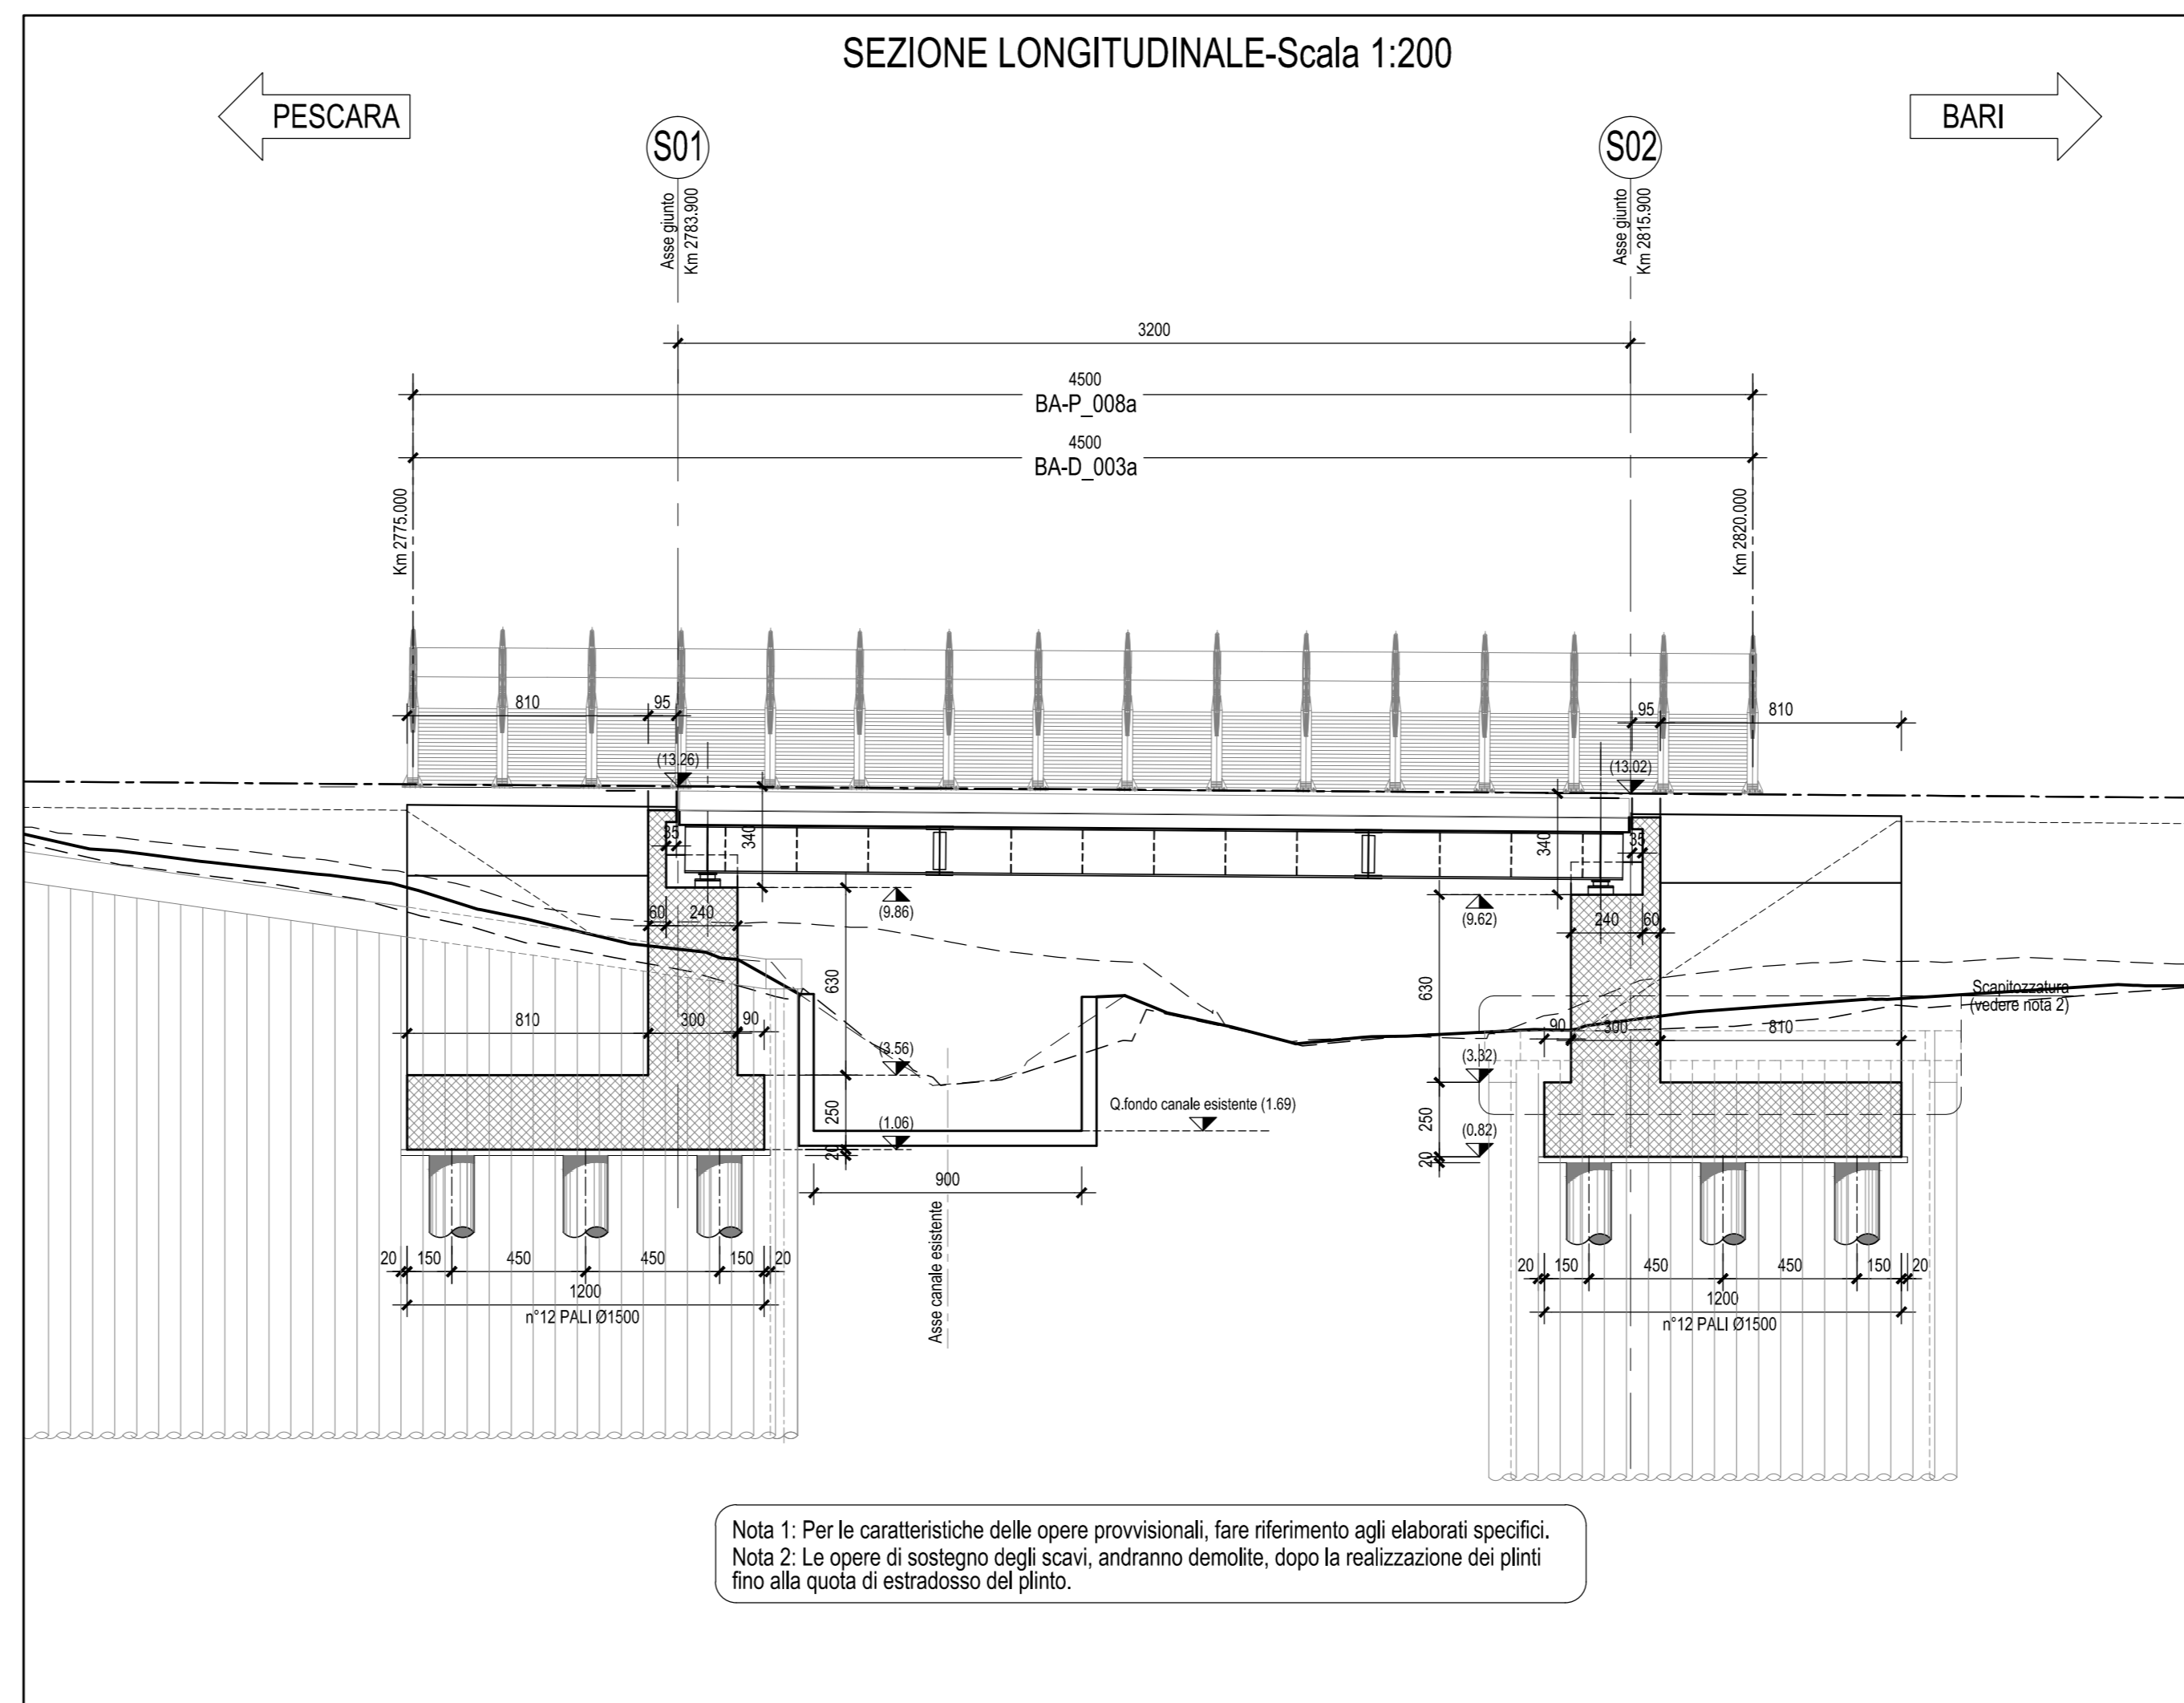 SEZIONE LONGITUDINALE-Scala 1:200
PESCARA
BARI
S01
S02
Asse giunto
Km 2783.900
Asse giunto
Km 2815.900
3200
4500
BA-P_008a
4500
BA-D_003a
Km 2775.000
Km 2820.000
810
95
95
810
(13.26)
(13.02)
35
340
340
35
(9.86)
(9.62)
60
240
240
60
630
630
Scapitozzatura
(vedere nota 2)
810
300
90
90
300
810
(3.56)
(3.32)
250
250
Q.fondo canale esistente (1.69)
(1.06)
(0.82)
20
20
900
Asse canale esistente
20
150
450
450
150
20
1200
n°12 PALI Ø1500
20
150
450
450
150
20
1200
n°12 PALI Ø1500
Nota 1: Per le caratteristiche delle opere provvisionali, fare riferimento agli elaborati specifici.
Nota 2: Le opere di sostegno degli scavi, andranno demolite, dopo la realizzazione dei plinti
fino alla quota di estradosso del plinto.